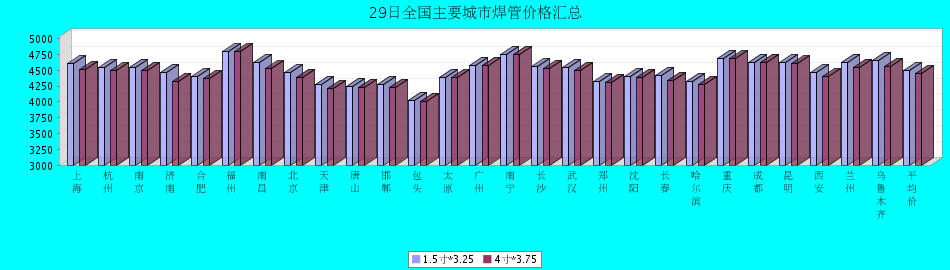 29日全国主要城市焊管价格汇总
5000
4750
4500
4250
4000
3750
3500
3250
3000
上海
杭州
南京
济南
合肥
福州
南昌
北京
天津
唐山
邯郸
包头
太原
广州
南宁
长沙
武汉
郑州
沈阳
长春
哈尔滨
重庆
成都
昆明
西安
兰州
乌鲁木齐
平均价
1.5寸*3.25
4寸*3.75